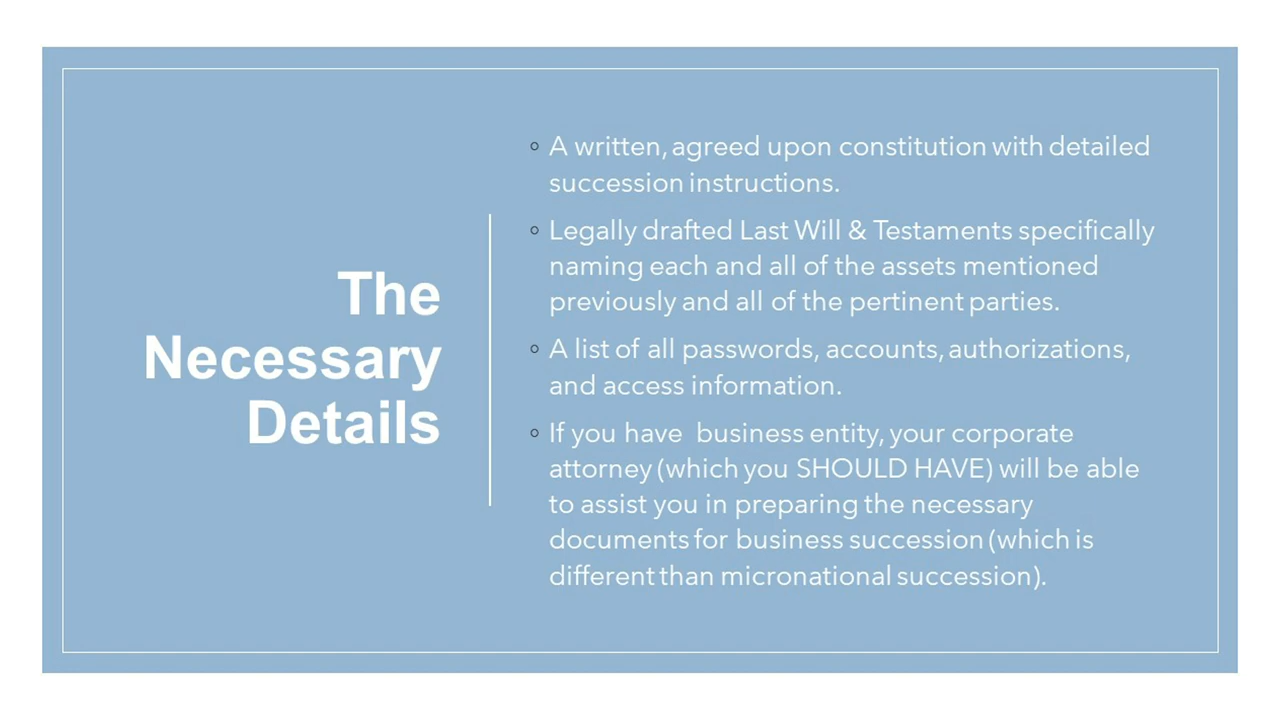 The
Necessary
Details
◦ A written, agreed upon constitution with detailed
succession instructions.
◦ Legally drafted Last Will & Testaments specifically
naming each and all of the assets mentioned
previously and all of the pertinent parties.
◦ A list of all passwords, accounts, authorizations,
and access information.
◦ If you have  business entity, your corporate
attorney (which you SHOULD HAVE) will be able
to assist you in preparing the necessary
documents for business succession (which is
different than micronational succession).